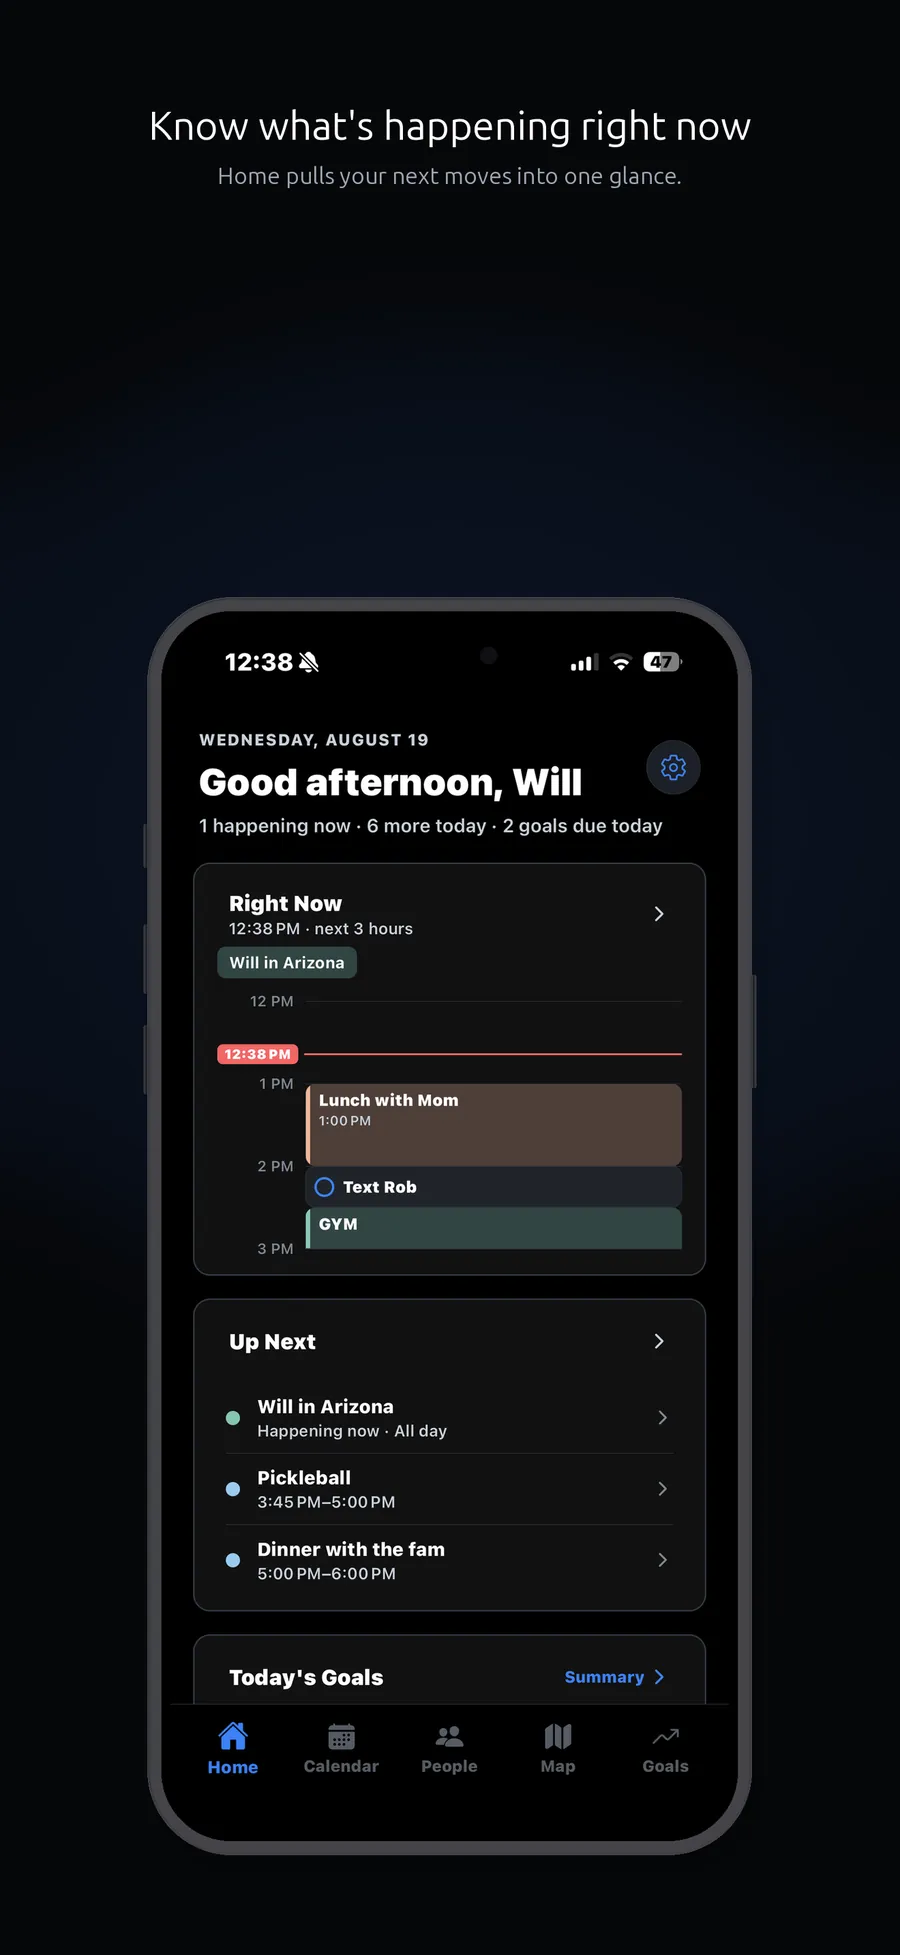 Know what's happening right now
Home pulls your next moves into one glance.
12:38
47
WEDNESDAY, AUGUST 19
Good afternoon, Will
1 happening now · 6 more today · 2 goals due today
Right Now
12:38 PM · next 3 hours
Will in Arizona
12 PM
12:38 PM
1 PM
Lunch with Mom
1:00 PM
2 PM
Text Rob
GYM
3 PM
Up Next
Will in Arizona
Happening now · All day
Pickleball
3:45 PM–5:00 PM
Dinner with the fam
5:00 PM–6:00 PM
Today's Goals
Summary
Home
Calendar
People
Map
Goals